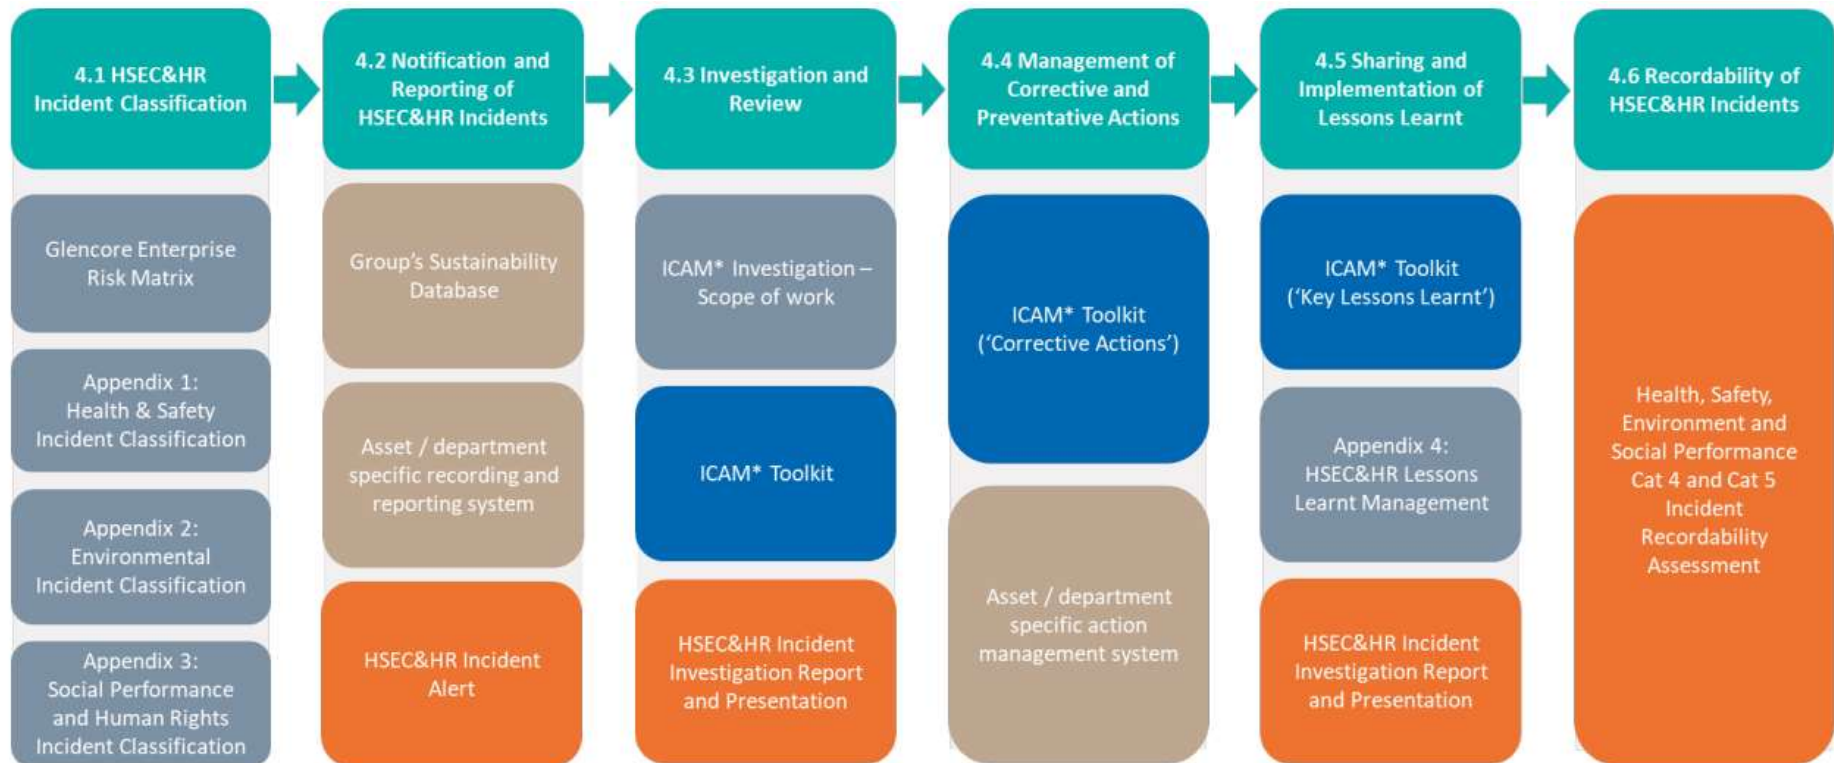 4.1 HSEC&HR
Incident Classification
Glencore Enterprise
Risk Matrix
Appendix 1:
Health & Safety
Incident Classification
Appendix 2:
Environmental
Incident Classification
Appendix 3:
Social Performance
and Human Rights
Incident Classification
4.2 Notification and
Reporting of
HSEC&HR Incidents
Group’s Sustainability
Database
Asset / department
specific recording and
reporting system
HSEC&HR Incident
Alert
4.3 Investigation and
Review
ICAM* Investigation –
Scope of work
ICAM* Toolkit
HSEC&HR Incident
Investigation Report
and Presentation
4.4 Management of
Corrective and
Preventative Actions
ICAM* Toolkit
(‘Corrective Actions’)
Asset / department
specific action
management system
4.5 Sharing and
Implementation of
Lessons Learnt
ICAM* Toolkit
(‘Key Lessons Learnt’)
Appendix 4:
HSEC&HR Lessons
Learnt Management
HSEC&HR Incident
Investigation Report
and Presentation
4.6 Recordability of
HSEC&HR Incidents
Health, Safety,
Environment and
Social Performance
Cat 4 and Cat 5
Incident
Recordability
Assessment